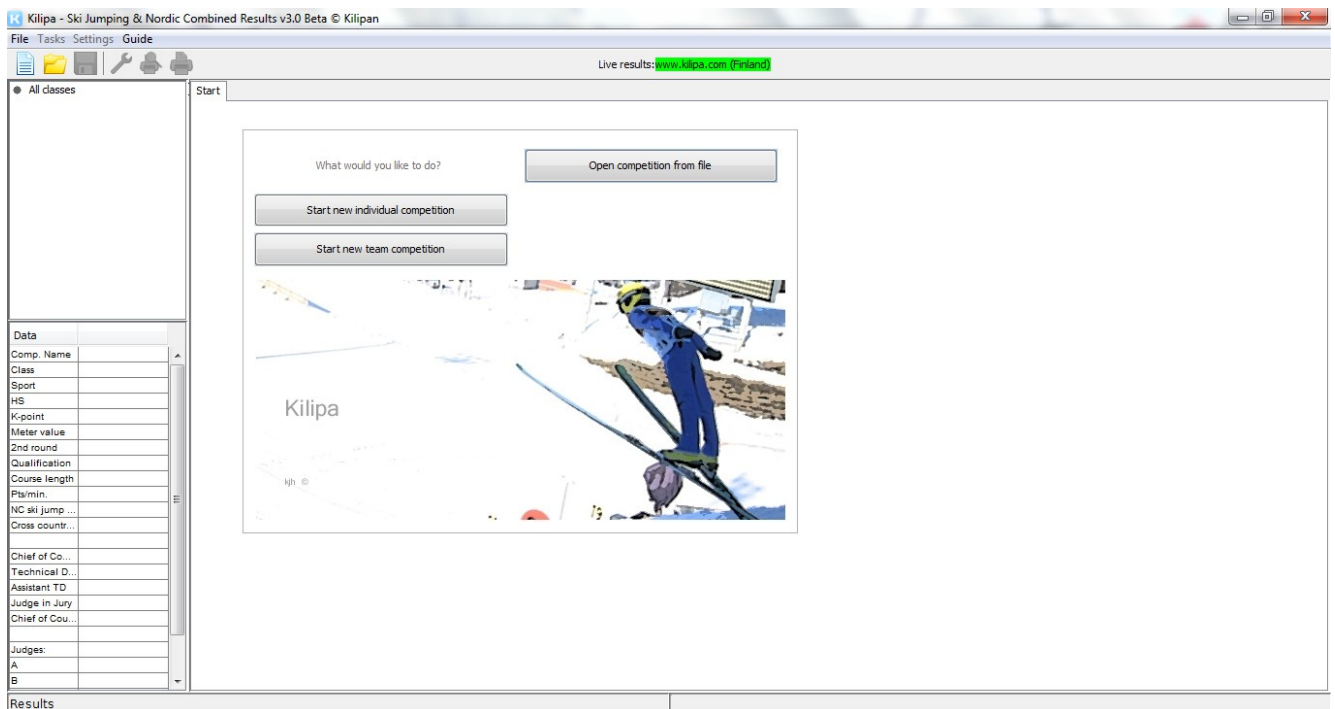 Kilipa - Ski Jumping & Nordic Combined Results v3.0 Beta © Kilipan
File Tasks Settings Guide
Live results:www.kilipa.com (Finland)
All classes
Start
What would you like to do?
Open competition from file
Start new individual competition
Start new team competition
Kilipa
kjh ©
Data
Comp. Name
Class
Sport
HS
K-point
Meter value
2nd round
Qualification
Course length
Pts/min.
NC ski jump ...
Cross countr...
Chief of Co...
Technical D...
Assistant TD
Judge in Jury
Chief of Cou...
Judges:
A
B
Results